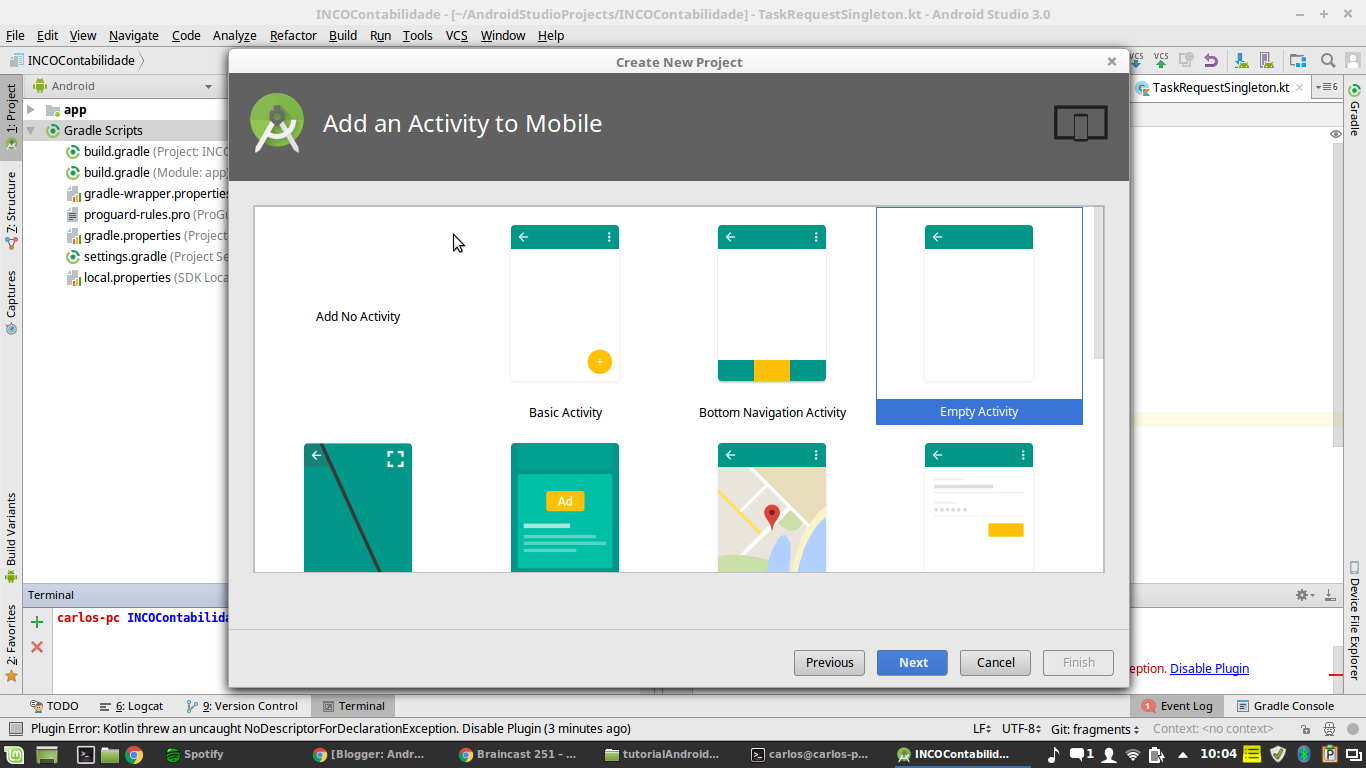 INCOContabilidade - [~/AndroidStudioProjects/INCOContabilidade] - TaskRequestSingleton.kt - Android Studio 3.0
File Edit View Navigate Code Analyze Refactor Build Run Tools VCS Window Help
INCOContabilidade
VCS VCS
Create New Project
Android
TaskRequestSingleton.kt
6
1: Project
7: Structure
Captures
Build Variants
2: Favorites
Gradle
Device File Explorer
app
Gradle Scripts
build.gradle (Project: INCO
build.gradle (Module: app
gradle-wrapper.properties
proguard-rules.pro (ProGu
gradle.properties (Project
settings.gradle (Project Se
local.properties (SDK Loca
Add an Activity to Mobile
Add No Activity
Basic Activity
Bottom Navigation Activity
Empty Activity
Ad
Previous Next Cancel Finish
Terminal
carlos-pc INCOContabilida
eption. Disable Plugin
TODO 6: Logcat 9: Version Control Terminal 1 Event Log Gradle Console
Plugin Error: Kotlin threw an uncaught NoDescriptorForDeclarationException. Disable Plugin (3 minutes ago) LF UTF-8 Git: fragments Context: <no context>
Spotify [Blogger: Andr... Braincast 251 – ... tutorialAndroid... carlos@carlos-p... INCOContabilid... 1 10:04